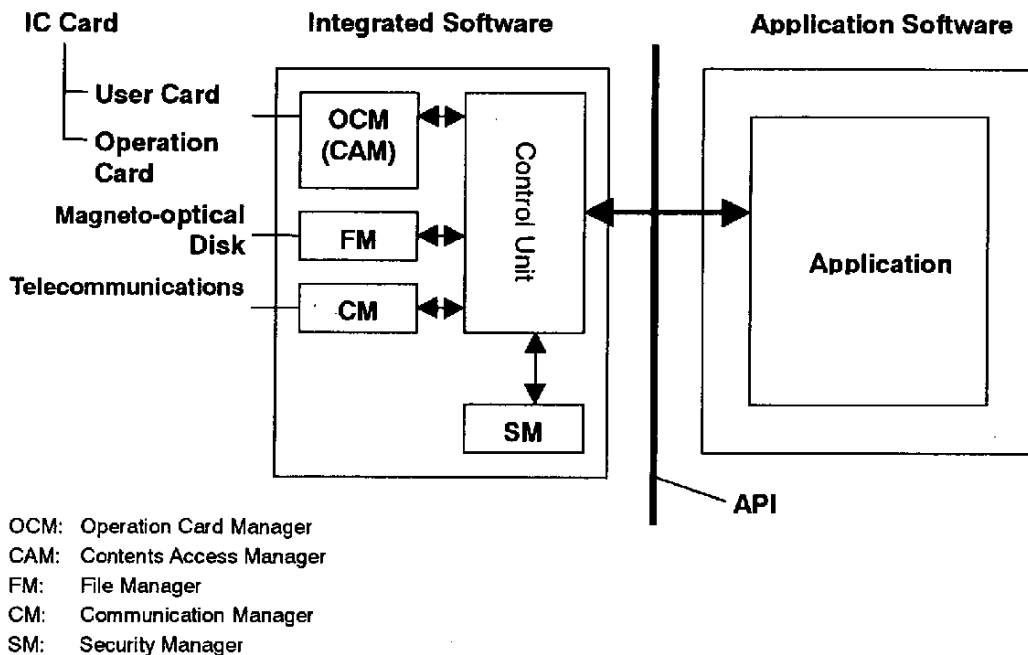 IC Card
User Card
Operation
Card
Magneto-optical
Disk
Telecommunications
Integrated Software
OCM
(CAM)
FM
CM
Control Unit
SM
Application Software
Application
API
OCM: Operation Card Manager
CAM: Contents Access Manager
FM: File Manager
CM: Communication Manager
SM: Security Manager